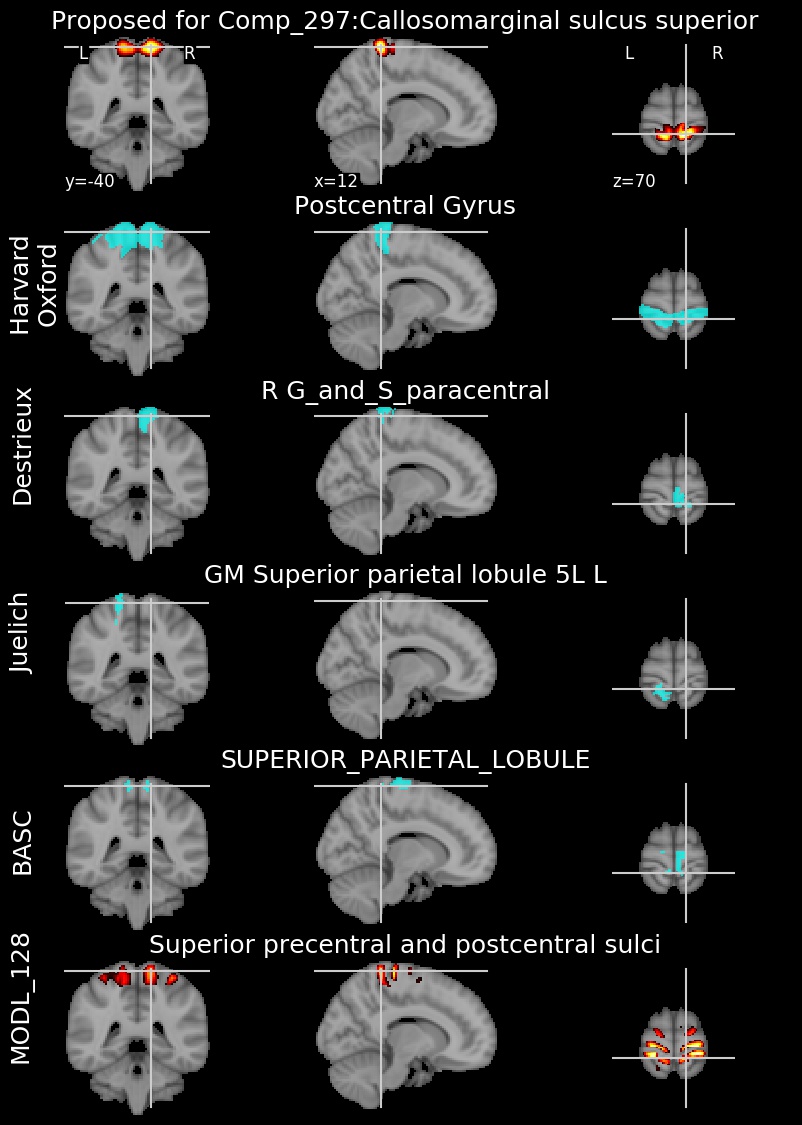 Proposed for Comp_297:Callosomarginal sulcus superior
L R
L R
y=-40
x=12
z=70
Postcentral Gyrus
Harvard
Oxford
R G_and_S_paracentral
Destrieux
GM Superior parietal lobule 5L L
Juelich
SUPERIOR_PARIETAL_LOBULE
BASC
Superior precentral and postcentral sulci
MODL_128